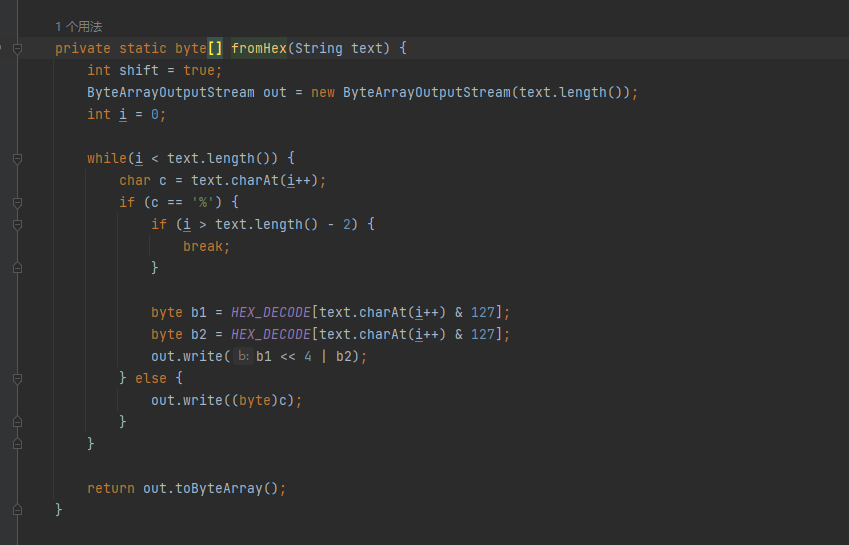 1 个用法
private static byte[] fromHex(String text) {
    int shift = true;
    ByteArrayOutputStream out = new ByteArrayOutputStream(text.length());
    int i = 0;

    while(i < text.length()) {
        char c = text.charAt(i++);
        if (c == '%') {
            if (i > text.length() - 2) {
                break;
            }

            byte b1 = HEX_DECODE[text.charAt(i++) & 127];
            byte b2 = HEX_DECODE[text.charAt(i++) & 127];
            out.write( b: b1 << 4 | b2);
        } else {
            out.write((byte)c);
        }
    }

    return out.toByteArray();
}